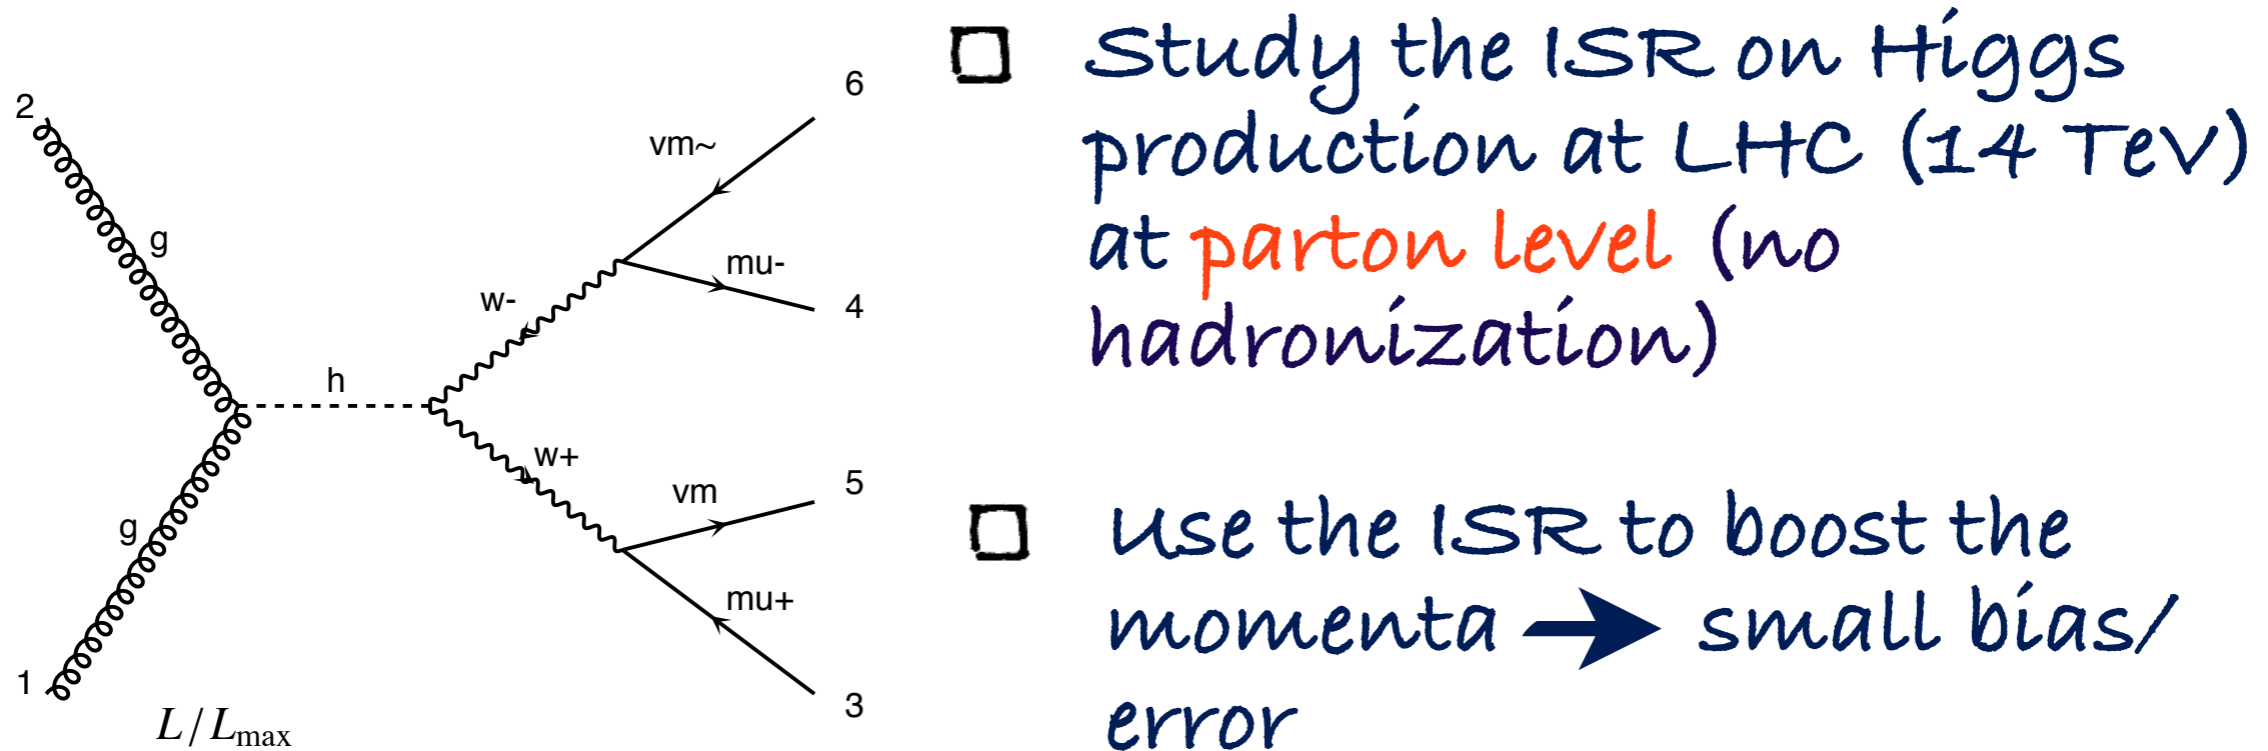 2
g
g
1
h
w-
w+
vm~
mu-
vm
mu+
6
4
5
3
L/Lmax
Study the ISR on Higgs
production at LHC (14 TeV)
at parton level (no
hadronization)
Use the ISR to boost the
momenta → small bias/
error